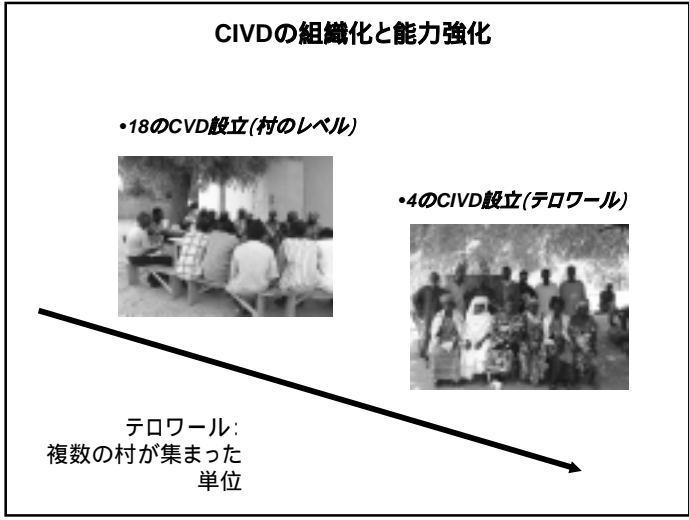 CIVDの組織化と能力強化
•18のCVD設立(村のレベル)
•4のCIVD設立(テロワール)
テロワール:
複数の村が集まった
単位